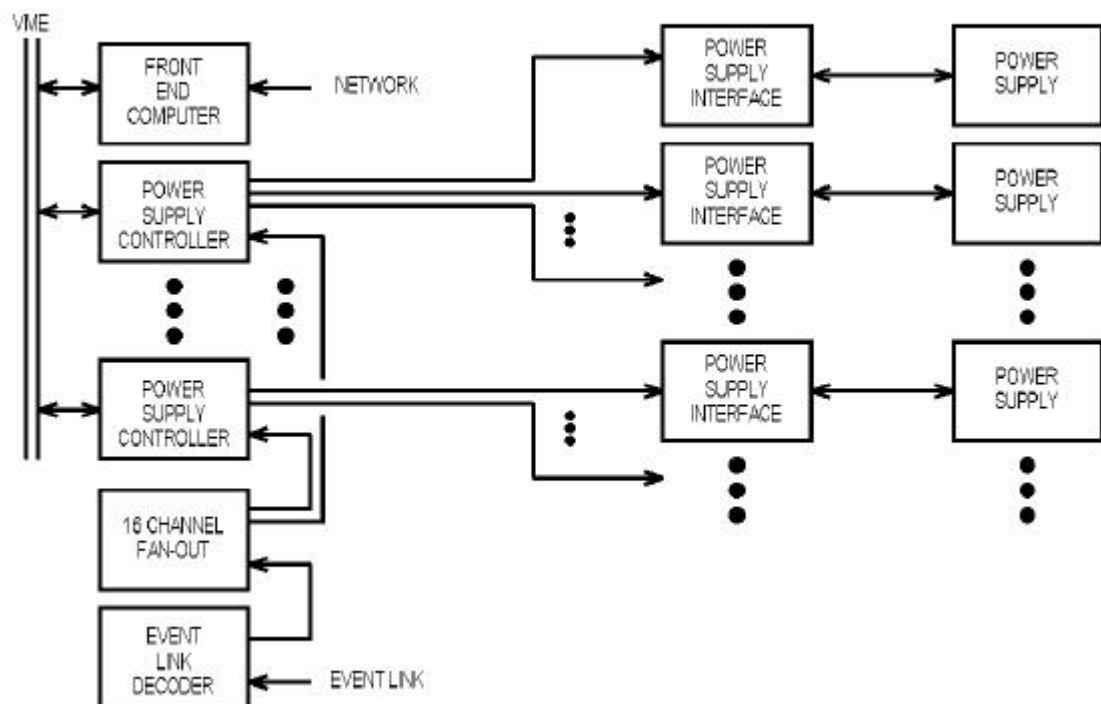 VME
FRONT
END
COMPUTER
NETWORK
POWER
SUPPLY
INTERFACE
POWER
SUPPLY
POWER
SUPPLY
CONTROLLER
POWER
SUPPLY
INTERFACE
POWER
SUPPLY
POWER
SUPPLY
CONTROLLER
POWER
SUPPLY
INTERFACE
POWER
SUPPLY
16 CHANNEL
FAN-OUT
EVENT
LINK
DECODER
EVENT LINK